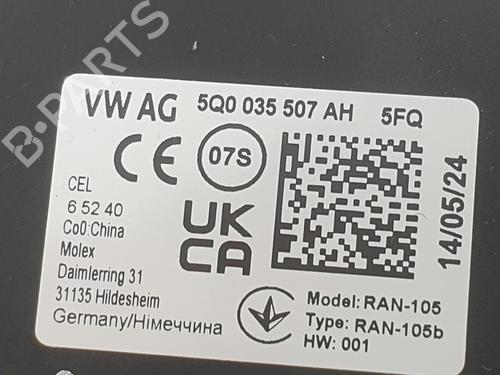 B-PARTS
VW AG 5Q0 035 507 AH 5FQ
CE 07S
CEL
6 52 40
Co0:China
Molex
Daimlerring 31
31135 Hildesheim
Germany/Німеччина
UK
CA
14/05/24
Model: RAN-105
Type: RAN-105b
HW: 001